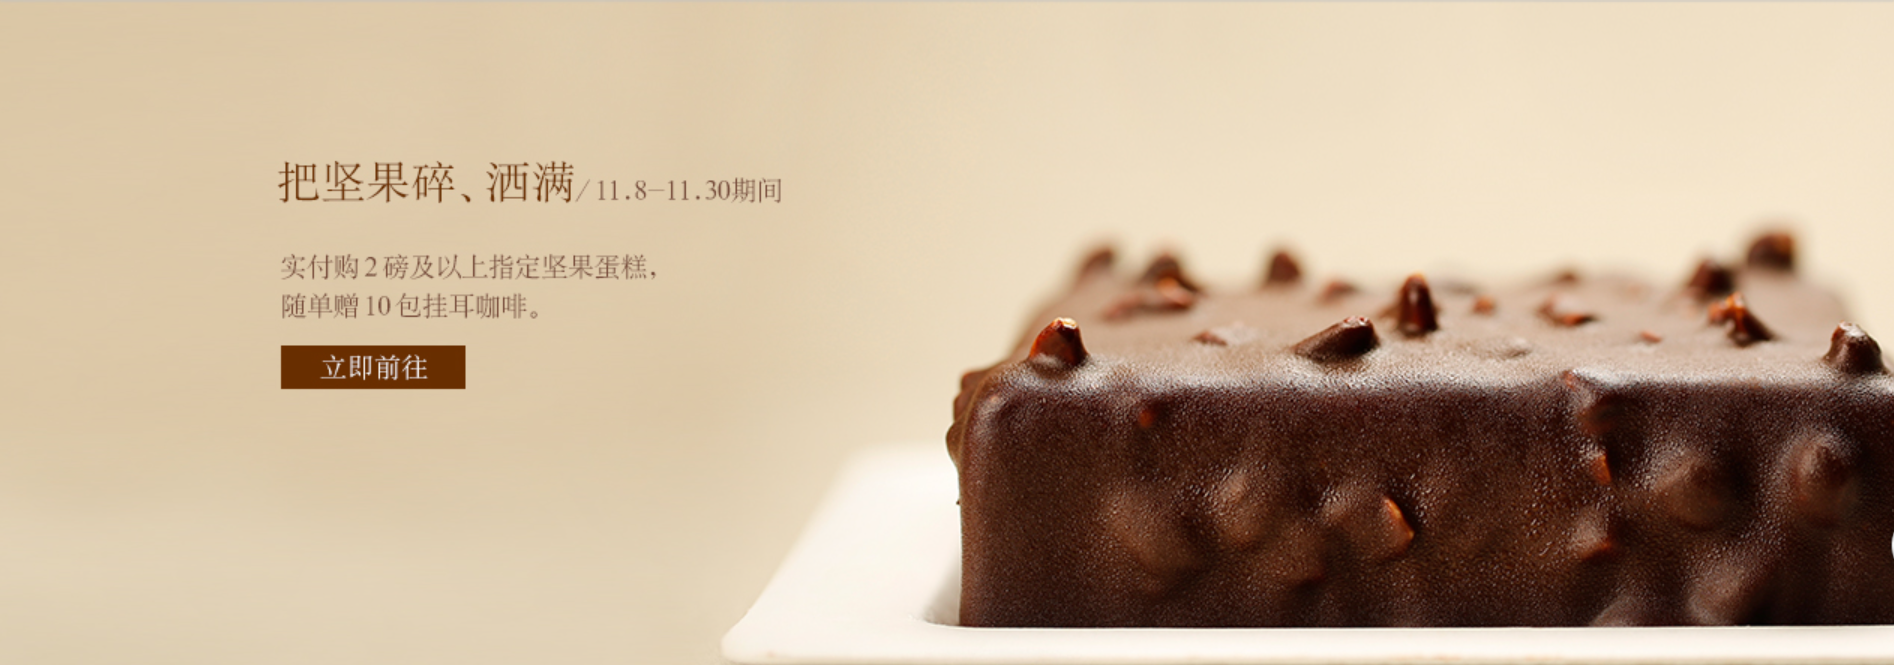 把坚果碎、洒满/11.8-11.30期间
实付购2磅及以上指定坚果蛋糕,
随单赠10包挂耳咖啡。
立即前往